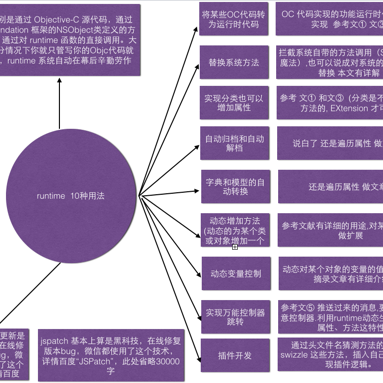 别是通过 Objective-C 源代码，通过
ndation 框架的NSObject类定义的方
通过对 runtime 函数的直接调用。大
分情况下你就只管写你的Objc代码就
，runtime 系统自动在幕后辛勤劳作
runtime 10种用法
将某些OC代码转
为运行时代码
OC 代码实现的功能运行时
实现 参考文① 文
替换系统方法
拦截系统自带的方法调用（S
魔法）,也可以说成对系统的
替换 本文有详解
实现分类也可以
增加属性
参考 文① 和文③ （分类是不
方法的, EXtension 才可
自动归档和自动
解档
说白了 还是遍历属性 做
字典和模型的自
动转换
还是遍历属性 做文章
动态增加方法
(动态的为某个类
或对象增加一个
参考文献有详细的用途,对某
做扩展
动态变量控制
动态对某个对象的变量的值
摘录文章有详细介
实现万能控制器
跳转
参考文⑤ 推送过来的消息,
意控制器.利用runtime动态生
属性、方法这特性
插件开发
通过头文件名猜测方法的
swizzle 这些方法，插入自己
现插件逻辑。
更新是
在线修
g，微
了这个
情百度
jspatch 基本上算是黑科技，在线修复
版本bug，微信都使用了这个技术，
详情百度"JSPatch"，此处省略30000
字